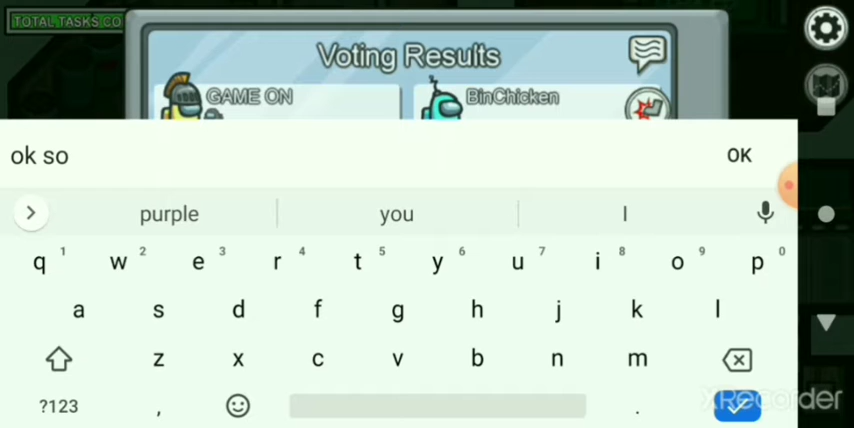 TOTAL TASKS CO
Voting Results
GAME ON
BinChicken
ok so
OK
purple you I
q 1 w 2 e 3 r 4 t 5 y 6 u 7 i 8 o 9 p 0
a s d f g h j k l
z x c v b n m
?123 , .
XRecorder